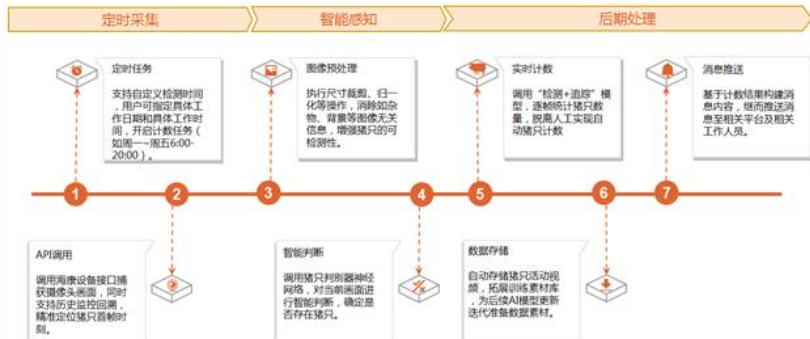 定时采集
智能感知
后期处理
定时任务
支持自定义检测时间
，用户可指定具体工
作日期和具体工作时
间，开启计数任务（
如周一~周五6:00-
20:00）。
图像预处理
执行尺寸裁剪、归一
化等操作，消除如杂
物、背景等图像无关
信息，增强猪只的可
检测性。
实时计数
调用“检测+追踪”模
型，逐帧统计猪只数
量，脱离人工实现自
动猪只计数
消息推送
基于计数结果构建消
息内容，继而推送消
息至相关平台及相关
工作人员。
1
2
3
4
5
6
7
API调用
调用海康设备接口捕
获摄像头画面，同时
支持历史监控回溯，
精准定位猪只首帧时
刻。
智能判断
调用猪只判别器神经
网络，对当前画面进
行智能判断，确定是
否存在猪只。
数据存储
自动存储猪只活动视
频，拓展训练素材库
，为后续AI模型更新
迭代准备数据素材。